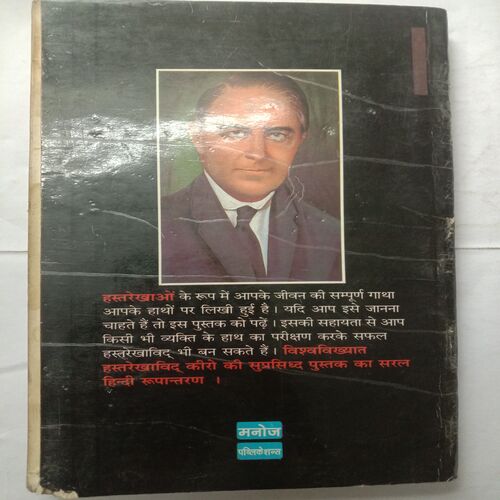 हस्तरेखाओं के रूप में आपके जीवन की सम्पूर्ण गाथा
आपके हाथों पर लिखी हुई है । यदि आप इसे जानना
चाहते हैं तो इस पुस्तक को पढ़ें । इसकी सहायता से आप
किसी भी व्यक्ति के हाथ का परीक्षण करके सफल
हस्तरेखाविद् भी बन सकते हैं । विश्वविख्यात
हस्तरेखाविद् कीरो की सुप्रसिध्द पुस्तक का सरल
हिन्दी रूपान्तरण ।
मनोज
पब्लिकेशन्स